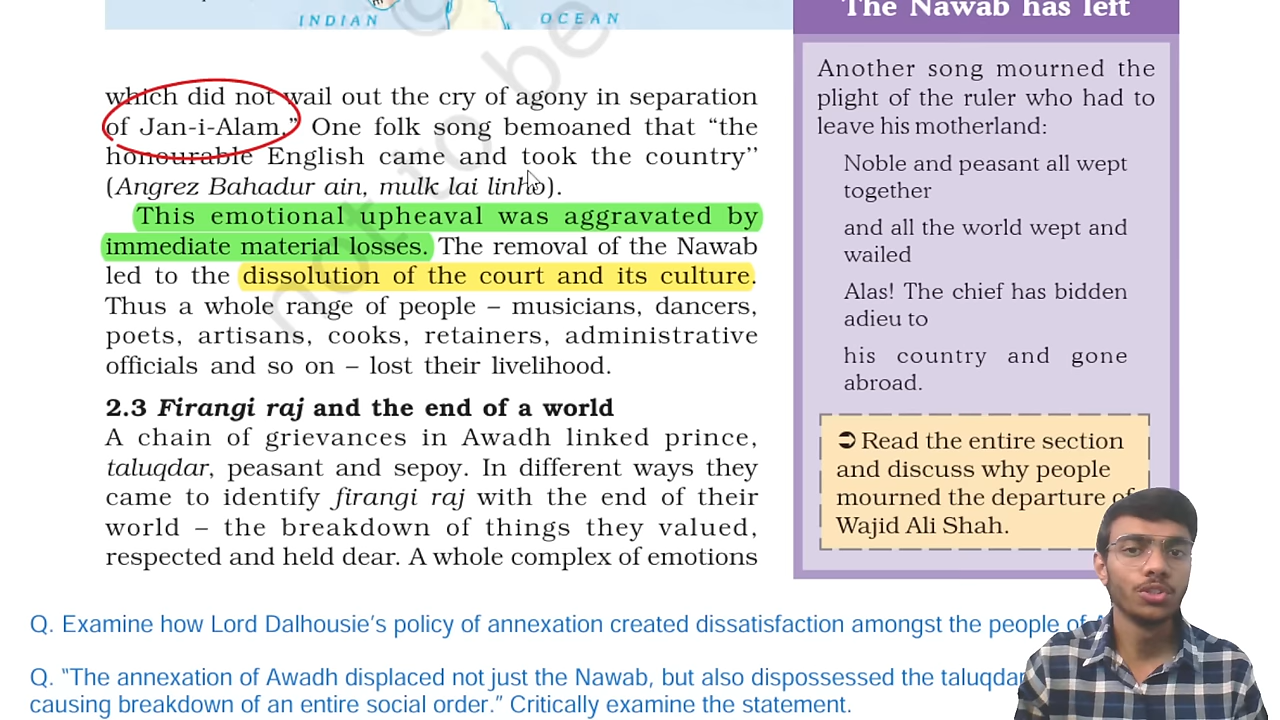 INDIAN OCEAN
which did not wail out the cry of agony in separation
of Jan-i-Alam.” One folk song bemoaned that “the
honourable English came and took the country’’
(Angrez Bahadur ain, mulk lai linho).
This emotional upheaval was aggravated by
immediate material losses. The removal of the Nawab
led to the dissolution of the court and its culture.
Thus a whole range of people – musicians, dancers,
poets, artisans, cooks, retainers, administrative
officials and so on – lost their livelihood.
2.3 Firangi raj and the end of a world
A chain of grievances in Awadh linked prince,
taluqdar, peasant and sepoy. In different ways they
came to identify firangi raj with the end of their
world – the breakdown of things they valued,
respected and held dear. A whole complex of emotions
The Nawab has left
Another song mourned the
plight of the ruler who had to
leave his motherland:
Noble and peasant all wept
together
and all the world wept and
wailed
Alas! The chief has bidden
adieu to
his country and gone
abroad.
➲ Read the entire section
and discuss why people
mourned the departure of
Wajid Ali Shah.
Q. Examine how Lord Dalhousie’s policy of annexation created dissatisfaction amongst the people of
Q. “The annexation of Awadh displaced not just the Nawab, but also dispossessed the taluqdar
causing breakdown of an entire social order.” Critically examine the statement.
not to be